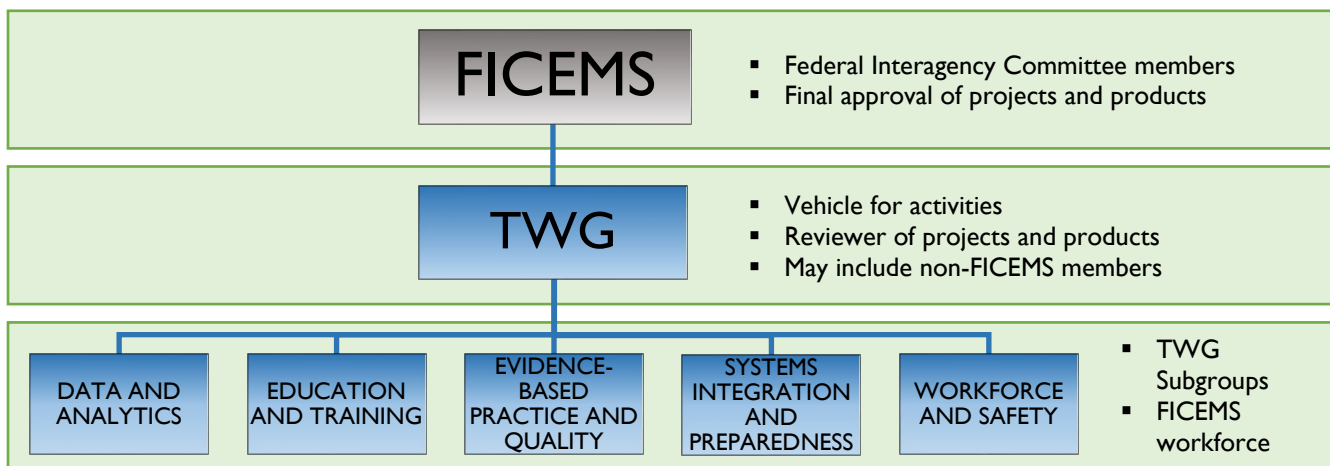 FICEMS
▪ Federal Interagency Committee members
▪ Final approval of projects and products
TWG
▪ Vehicle for activities
▪ Reviewer of projects and products
▪ May include non-FICEMS members
DATA AND
ANALYTICS
EDUCATION
AND TRAINING
EVIDENCE-
BASED
PRACTICE AND
QUALITY
SYSTEMS
INTEGRATION
AND
PREPAREDNESS
WORKFORCE
AND SAFETY
▪ TWG
Subgroups
▪ FICEMS
workforce